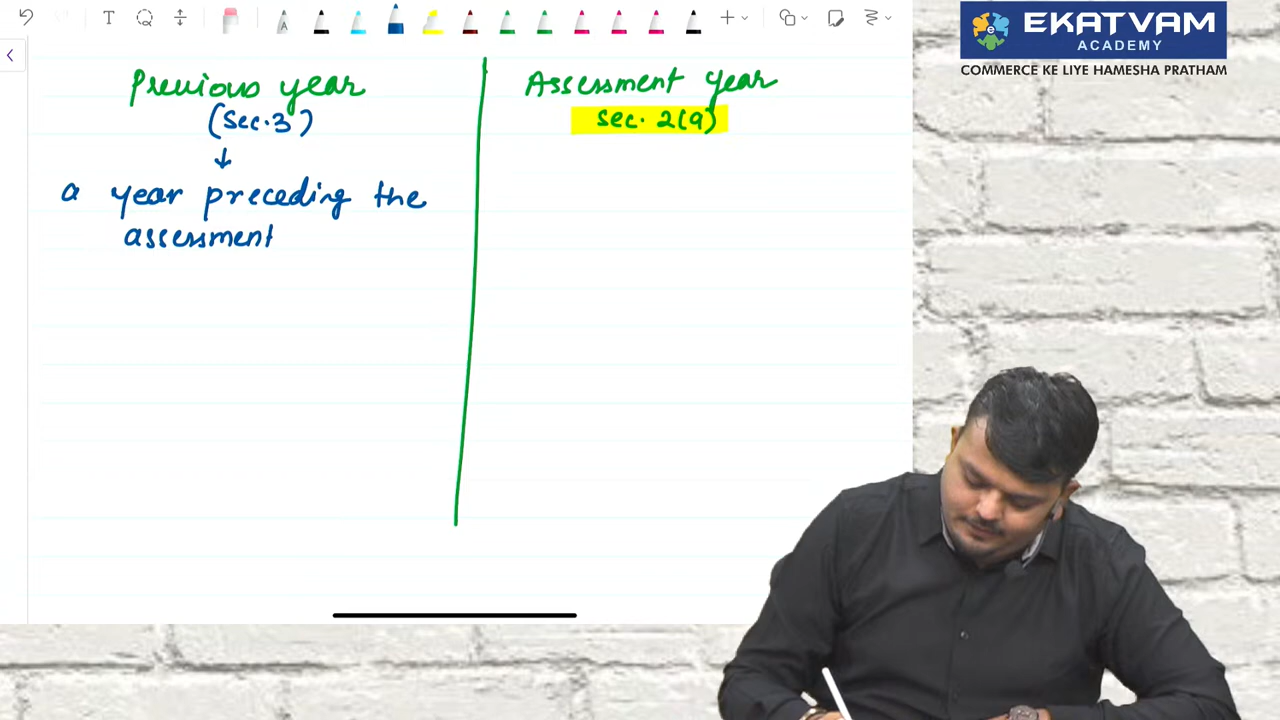 EKATVAM
ACADEMY
COMMERCE KE LIYE HAMESHA PRATHAM
Previous year
(Sec.3)
a year preceding the
assessment
Assessment year
Sec. 2(9)